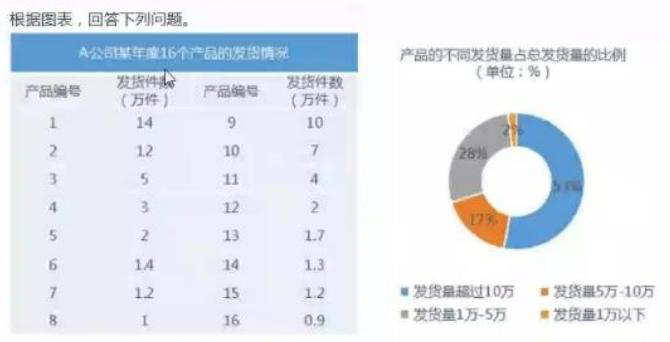 根据图表，回答下列问题。
A公司某年度16个产品的发货情况
产品编号 发货件数（万件） 产品编号 发货件数（万件）
1 14 9 10
2 12 10 7
3 5 11 4
4 3 12 2
5 2 13 1.7
6 1.4 14 1.3
7 1.2 15 1.2
8 1 16 0.9
产品的不同发货量占总发货量的比例
（单位：%）
2%
28%
53%
17%
发货量超过10万 发货量5万-10万
发货量1万-5万 发货量1万以下